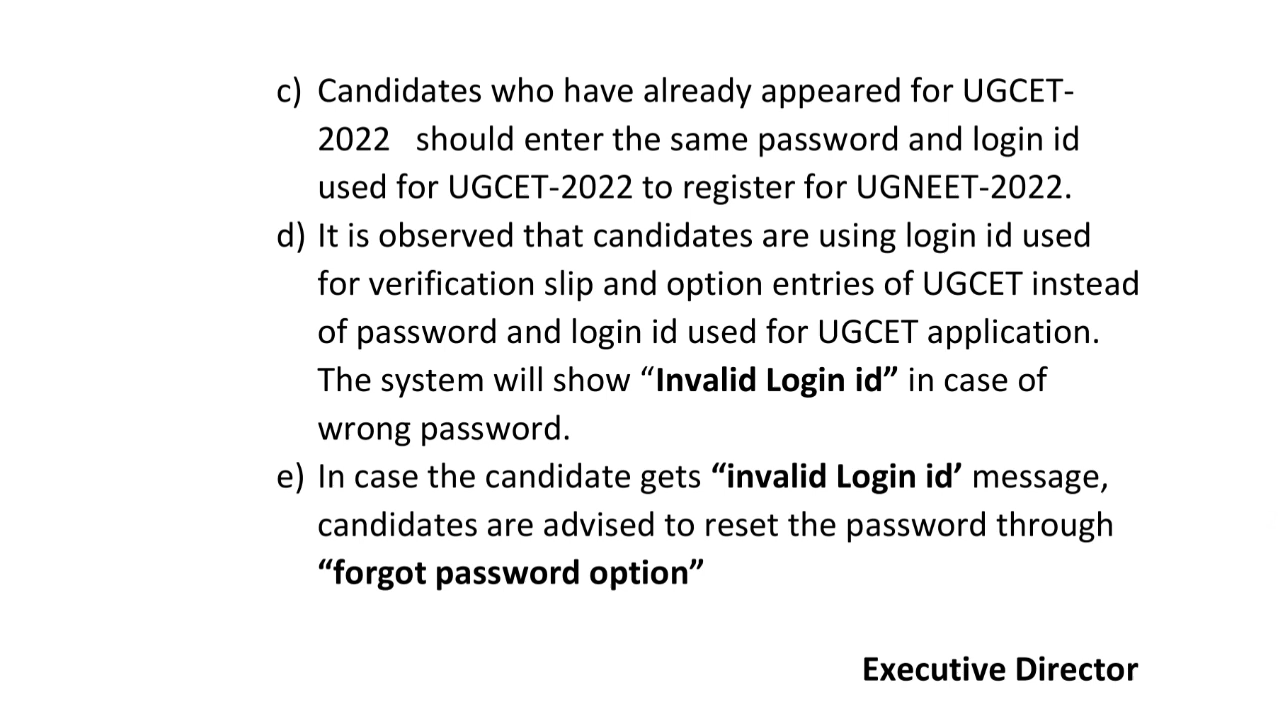 c) Candidates who have already appeared for UGCET-
2022   should enter the same password and login id
used for UGCET-2022 to register for UGNEET-2022.
d) It is observed that candidates are using login id used
for verification slip and option entries of UGCET instead
of password and login id used for UGCET application.
The system will show “Invalid Login id” in case of
wrong password.
e) In case the candidate gets “invalid Login id’ message,
candidates are advised to reset the password through
“forgot password option”
Executive Director